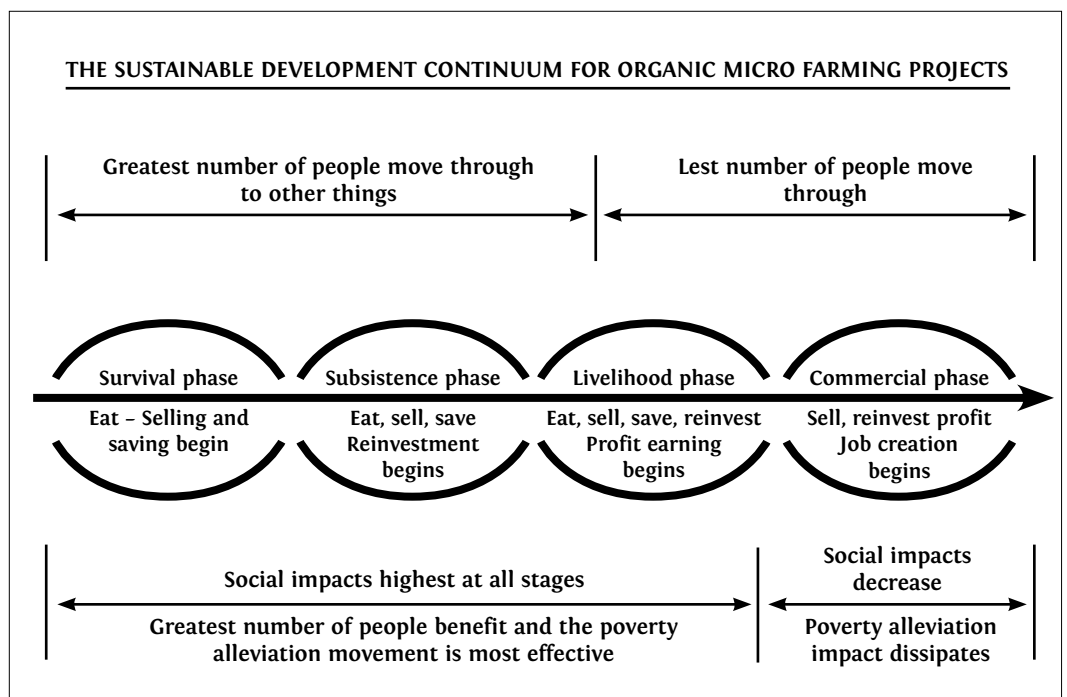 THE SUSTAINABLE DEVELOPMENT CONTINUUM FOR ORGANIC MICRO FARMING PROJECTS
Greatest number of people move through
to other things
Lest number of people move
through
Survival phase
Eat – Selling and
saving begin
Subsistence phase
Eat, sell, save
Reinvestment
begins
Livelihood phase
Eat, sell, save, reinvest
Profit earning
begins
Commercial phase
Sell, reinvest profit
Job creation
begins
Social impacts highest at all stages
Greatest number of people benefit and the poverty
alleviation movement is most effective
Social impacts
decrease
Poverty alleviation
impact dissipates